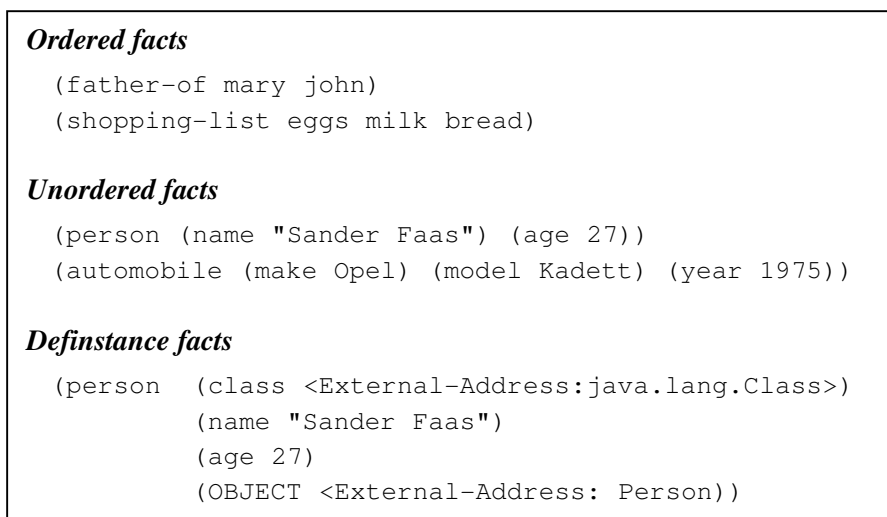 Ordered facts
(father-of mary john)
(shopping-list eggs milk bread)
Unordered facts
(person (name "Sander Faas") (age 27))
(automobile (make Opel) (model Kadett) (year 1975))
Definstance facts
(person (class <External-Address:java.lang.Class>)
(name "Sander Faas")
(age 27)
(OBJECT <External-Address: Person))